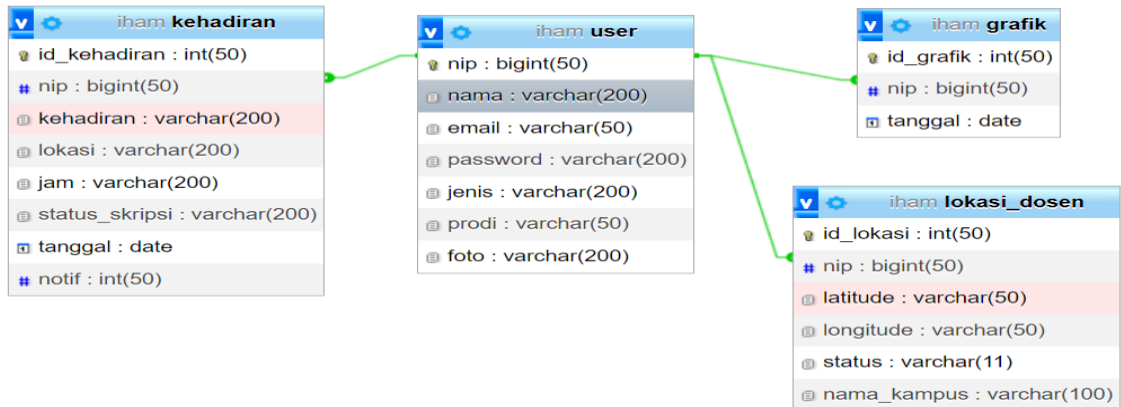 iham kehadiran
id_kehadiran : int(50)
nip : bigint(50)
kehadiran : varchar(200)
lokasi : varchar(200)
jam : varchar(200)
status_skripsi : varchar(200)
tanggal : date
notif : int(50)
iham user
nip : bigint(50)
nama : varchar(200)
email : varchar(50)
password : varchar(200)
jenis : varchar(200)
prodi : varchar(50)
foto : varchar(200)
iham grafik
id_grafik : int(50)
nip : bigint(50)
tanggal : date
iham lokasi_dosen
id_lokasi : int(50)
nip : bigint(50)
latitude : varchar(50)
longitude : varchar(50)
status : varchar(11)
nama_kampus : varchar(100)